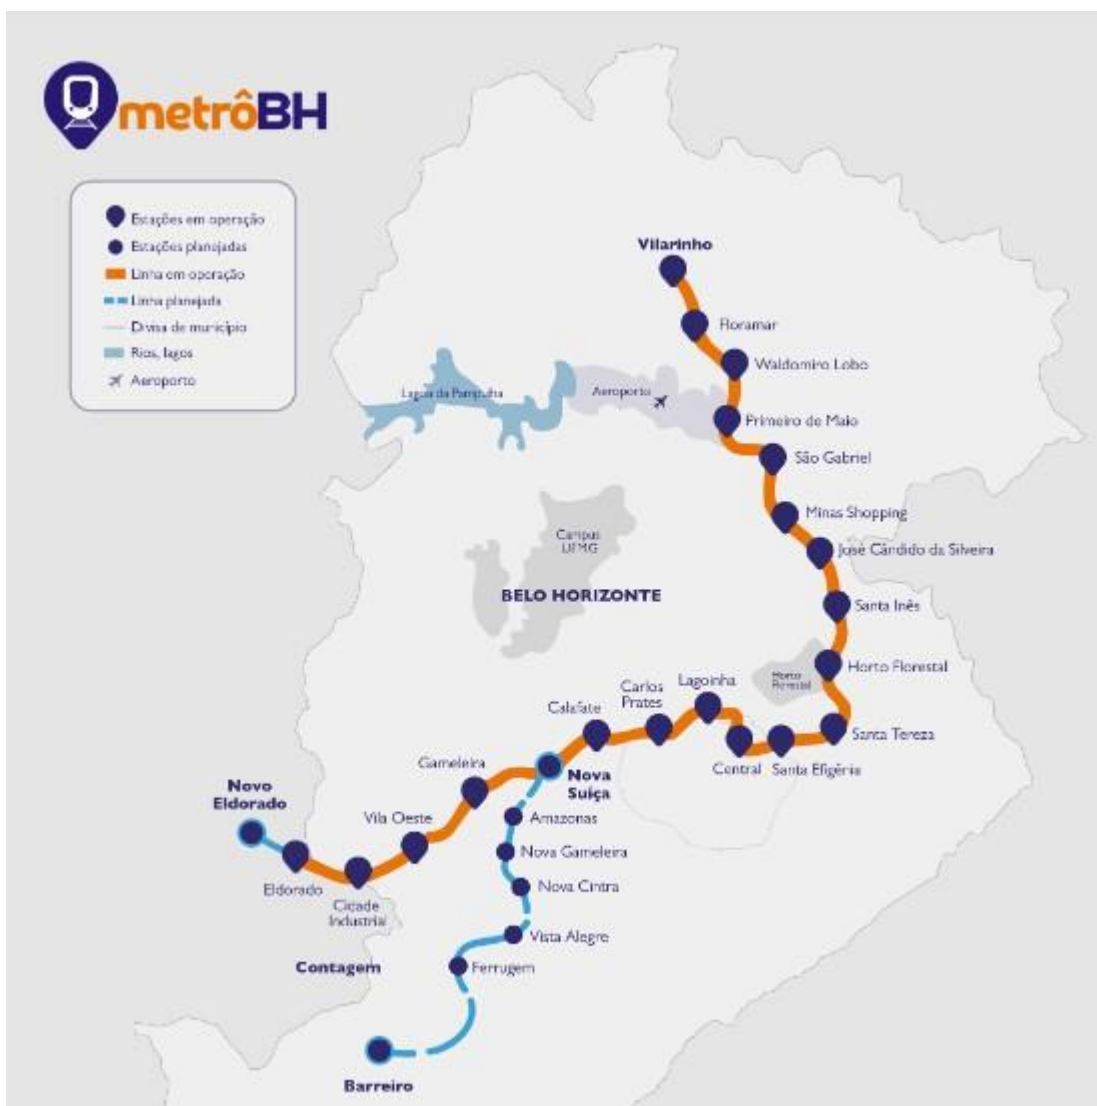 metrôBH
Estações em operação
Estações planejadas
Linha em operação
Linha planejada
Divisa de município
Rios, lagos
Aeroporto
Vilarinho
Floramar
Waldomiro Lobo
Lagoa da Pampulha
Aeroporto
Primeiro de Maio
São Gabriel
Minas Shopping
Campus
UFMG
José Cândido da Silveira
BELO HORIZONTE
Santa Inês
Horto Florestal
Horto
Florestal
Lagoinha
Carlos
Prates
Calafate
Santa Tereza
Central
Santa Efigênia
Gameleira
Nova
Suíça
Novo
Eldorado
Vila Oeste
Amazonas
Nova Gameleira
Eldorado
Nova Cintra
Cidade
Industrial
Vista Alegre
Contagem
Ferrugem
Barreiro